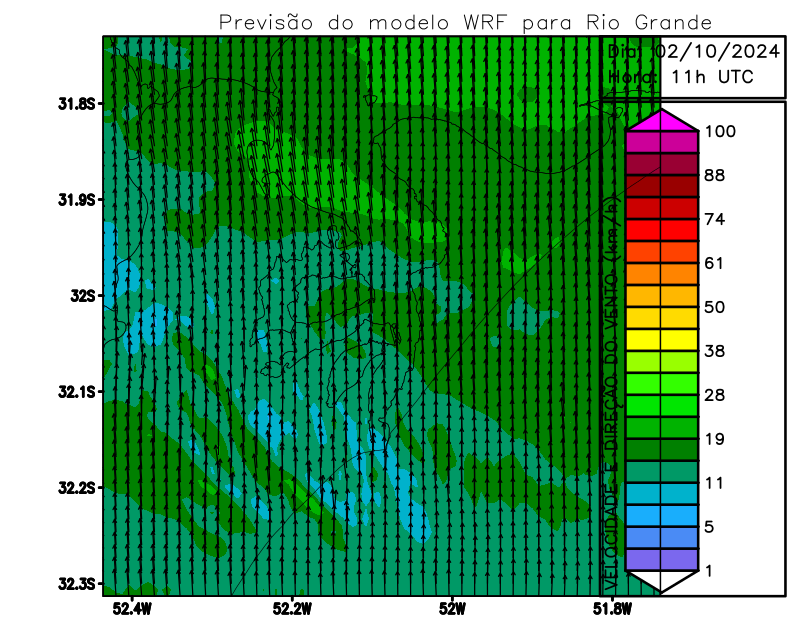 Previsão do modelo WRF para Rio Grande
Dia: 02/10/2024
Hora: 11h UTC
31.8S
31.9S
32S
32.1S
32.2S
32.3S
52.4W
52.2W
52W
51.8W
VELOCIDADE E DIREÇÃO DO VENTO (km/h)
100
88
74
61
50
38
28
19
11
5
1